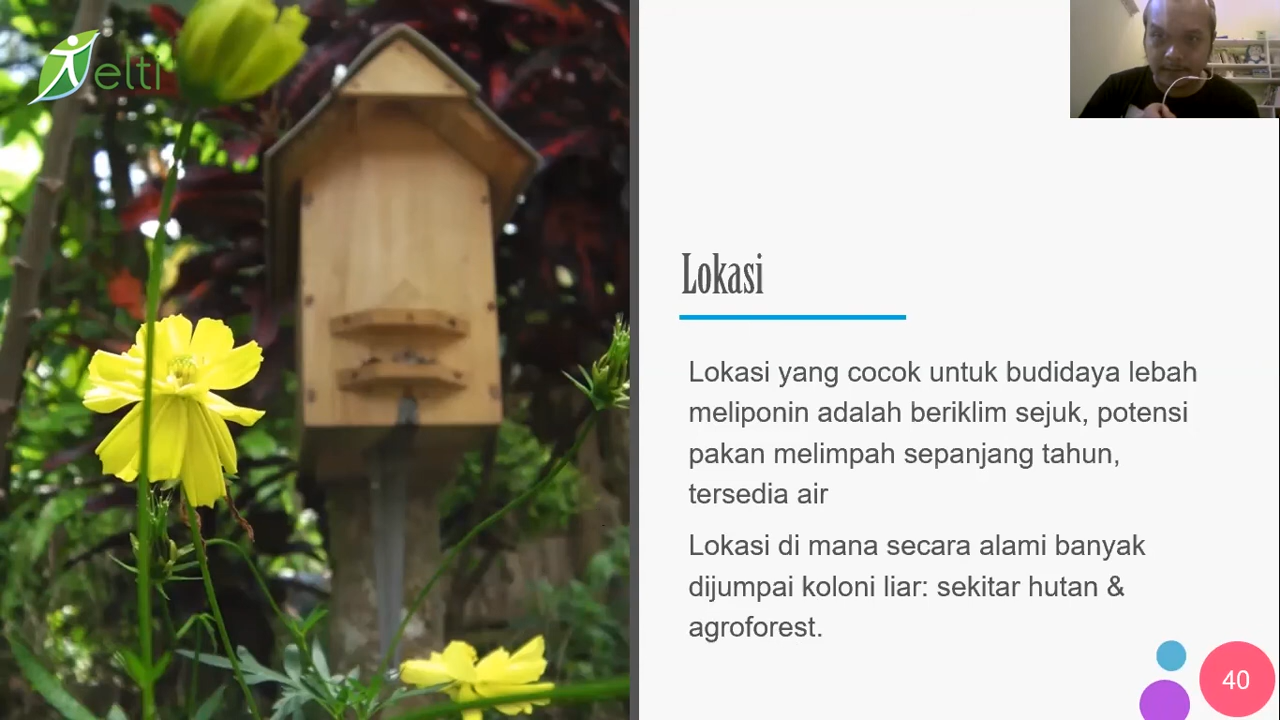 elti
Lokasi
Lokasi yang cocok untuk budidaya lebah
meliponin adalah beriklim sejuk, potensi
pakan melimpah sepanjang tahun,
tersedia air
Lokasi di mana secara alami banyak
dijumpai koloni liar: sekitar hutan &
agroforest.
40